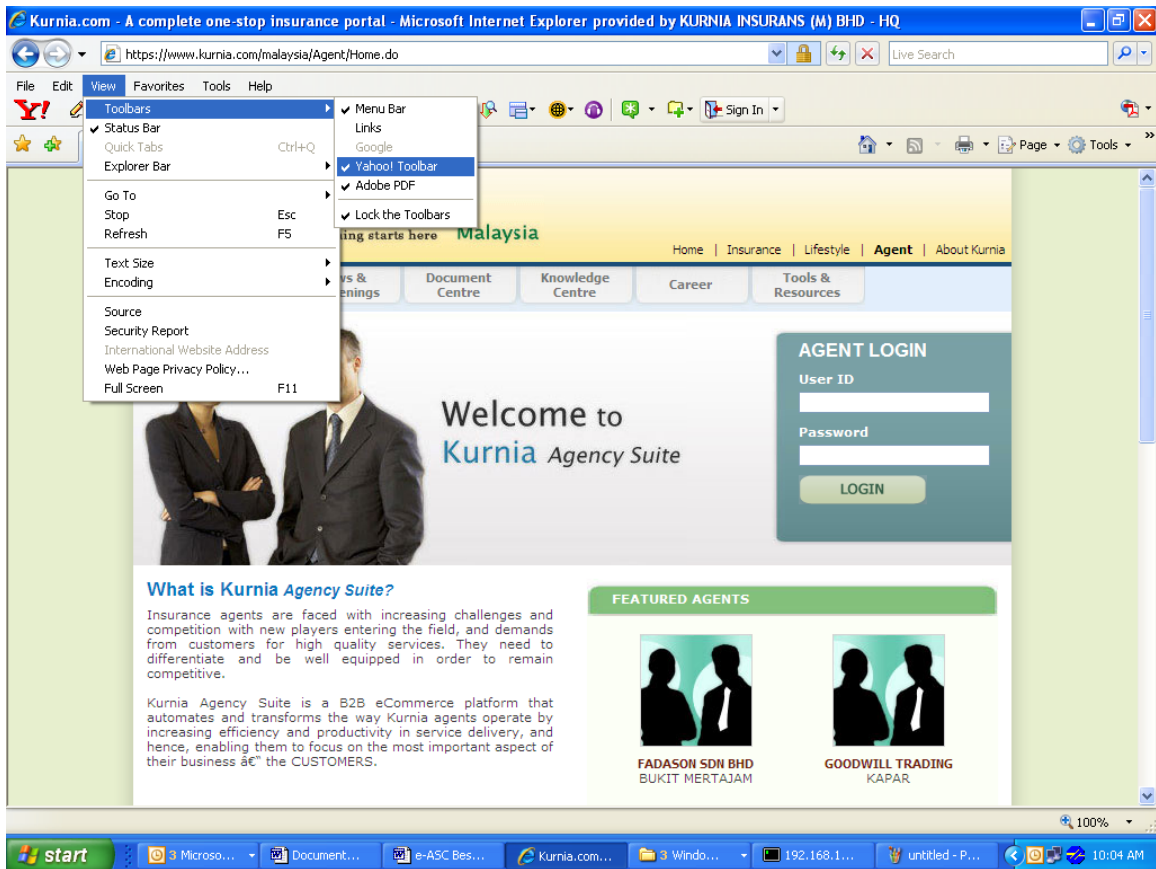 Kurnia.com - A complete one-stop insurance portal - Microsoft Internet Explorer provided by KURNIA INSURANS (M) BHD - HQ
https://www.kurnia.com/malaysia/Agent/Home.do
Live Search
File Edit View Favorites Tools Help
Y! Sign In
Toolbars
Status Bar
Quick Tabs Ctrl+Q
Explorer Bar
Go To
Stop Esc
Refresh F5
Text Size
Encoding
Source
Security Report
International Website Address
Web Page Privacy Policy...
Full Screen F11
Menu Bar
Links
Google
Yahoo! Toolbar
Adobe PDF
Lock the Toolbars
Page Tools »
starts here Malaysia
Home | Insurance | Lifestyle | Agent | About Kurnia
Document Centre
Knowledge Centre
Career
Tools & Resources
Welcome to
Kurnia Agency Suite
AGENT LOGIN
User ID
Password
LOGIN
What is Kurnia Agency Suite?
Insurance agents are faced with increasing challenges and
competition with new players entering the field, and demands
from customers for high quality services. They need to
differentiate and be well equipped in order to remain
competitive.
Kurnia Agency Suite is a B2B eCommerce platform that
automates and transforms the way Kurnia agents operate by
increasing efficiency and productivity in service delivery, and
hence, enabling them to focus on the most important aspect of
their business â€“ the CUSTOMERS.
FEATURED AGENTS
FADASON SDN BHD
BUKIT MERTAJAM
GOODWILL TRADING
KAPAR
100%
start
3 Microso...
Document...
e-ASC Bes...
Kurnia.com...
3 Windo...
192.168.1...
untitled - P...
10:04 AM